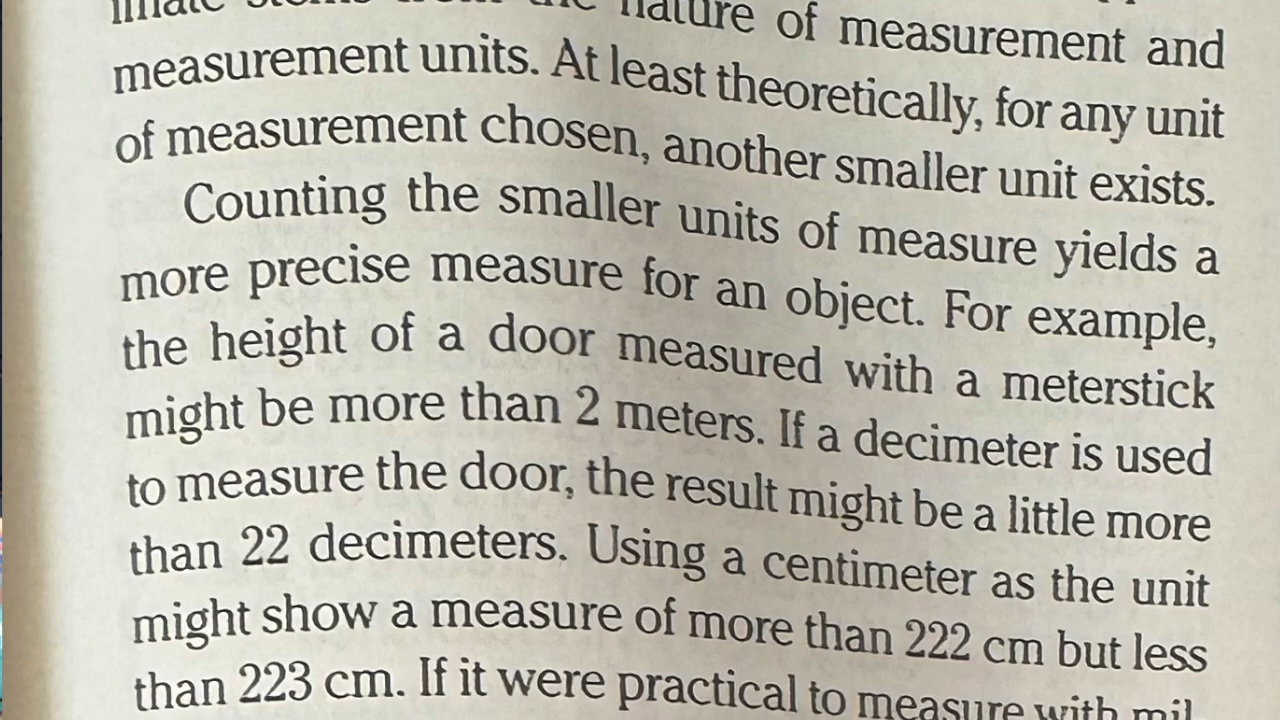 nature of measurement and
measurement units. At least theoretically, for any unit
of measurement chosen, another smaller unit exists.
Counting the smaller units of measure yields a
more precise measure for an object. For example,
the height of a door measured with a meterstick
might be more than 2 meters. If a decimeter is used
to measure the door, the result might be a little more
than 22 decimeters. Using a centimeter as the unit
might show a measure of more than 222 cm but less
than 223 cm. If it were practical to measure with mil